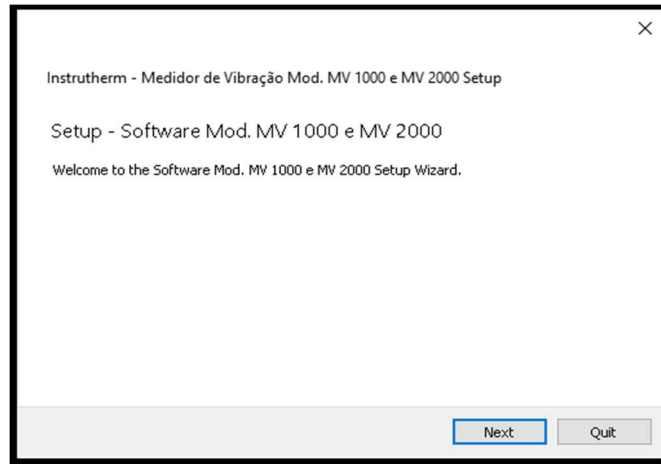 Instrutherm - Medidor de Vibração Mod. MV 1000 e MV 2000 Setup
Setup - Software Mod. MV 1000 e MV 2000
Welcome to the Software Mod. MV 1000 e MV 2000 Setup Wizard.
Next Quit